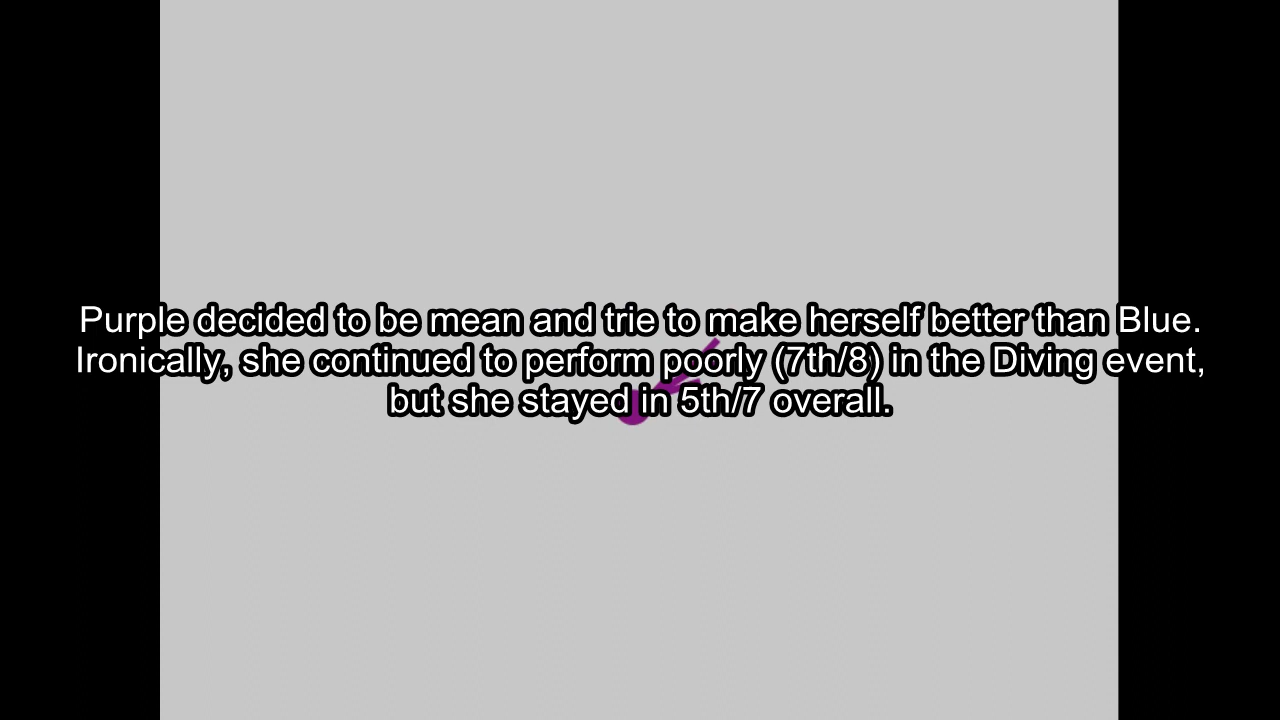 Purple decided to be mean and trie to make herself better than Blue.
Ironically, she continued to perform poorly (7th/8) in the Diving event,
but she stayed in 5th/7 overall.